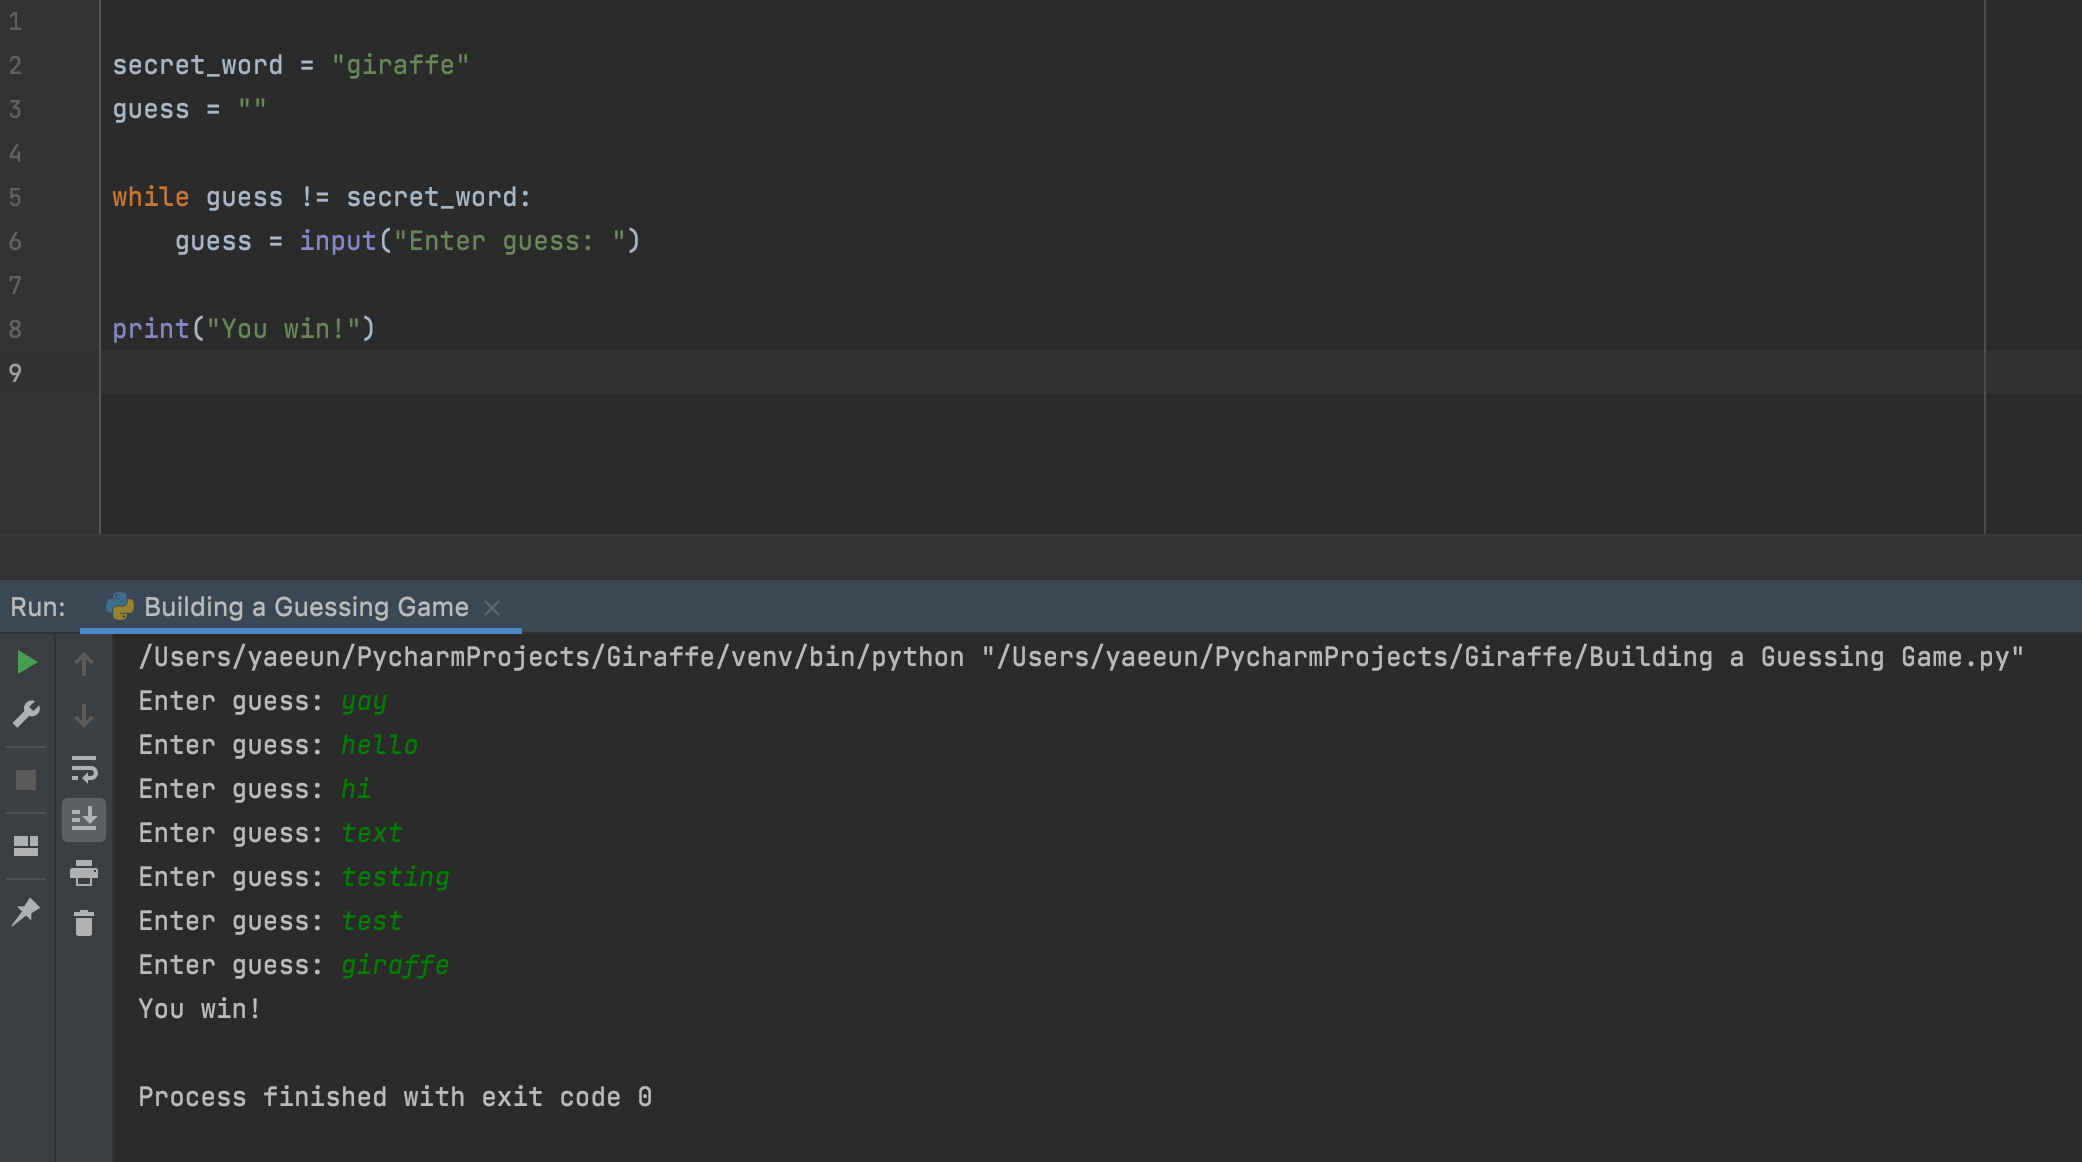 1
2 secret_word = "giraffe"
3 guess = ""
4
5 while guess != secret_word:
6     guess = input("Enter guess: ")
7
8 print("You win!")
9
Run: Building a Guessing Game
/Users/yaeeun/PycharmProjects/Giraffe/venv/bin/python "/Users/yaeeun/PycharmProjects/Giraffe/Building a Guessing Game.py"
Enter guess: yay
Enter guess: hello
Enter guess: hi
Enter guess: text
Enter guess: testing
Enter guess: test
Enter guess: giraffe
You win!
Process finished with exit code 0